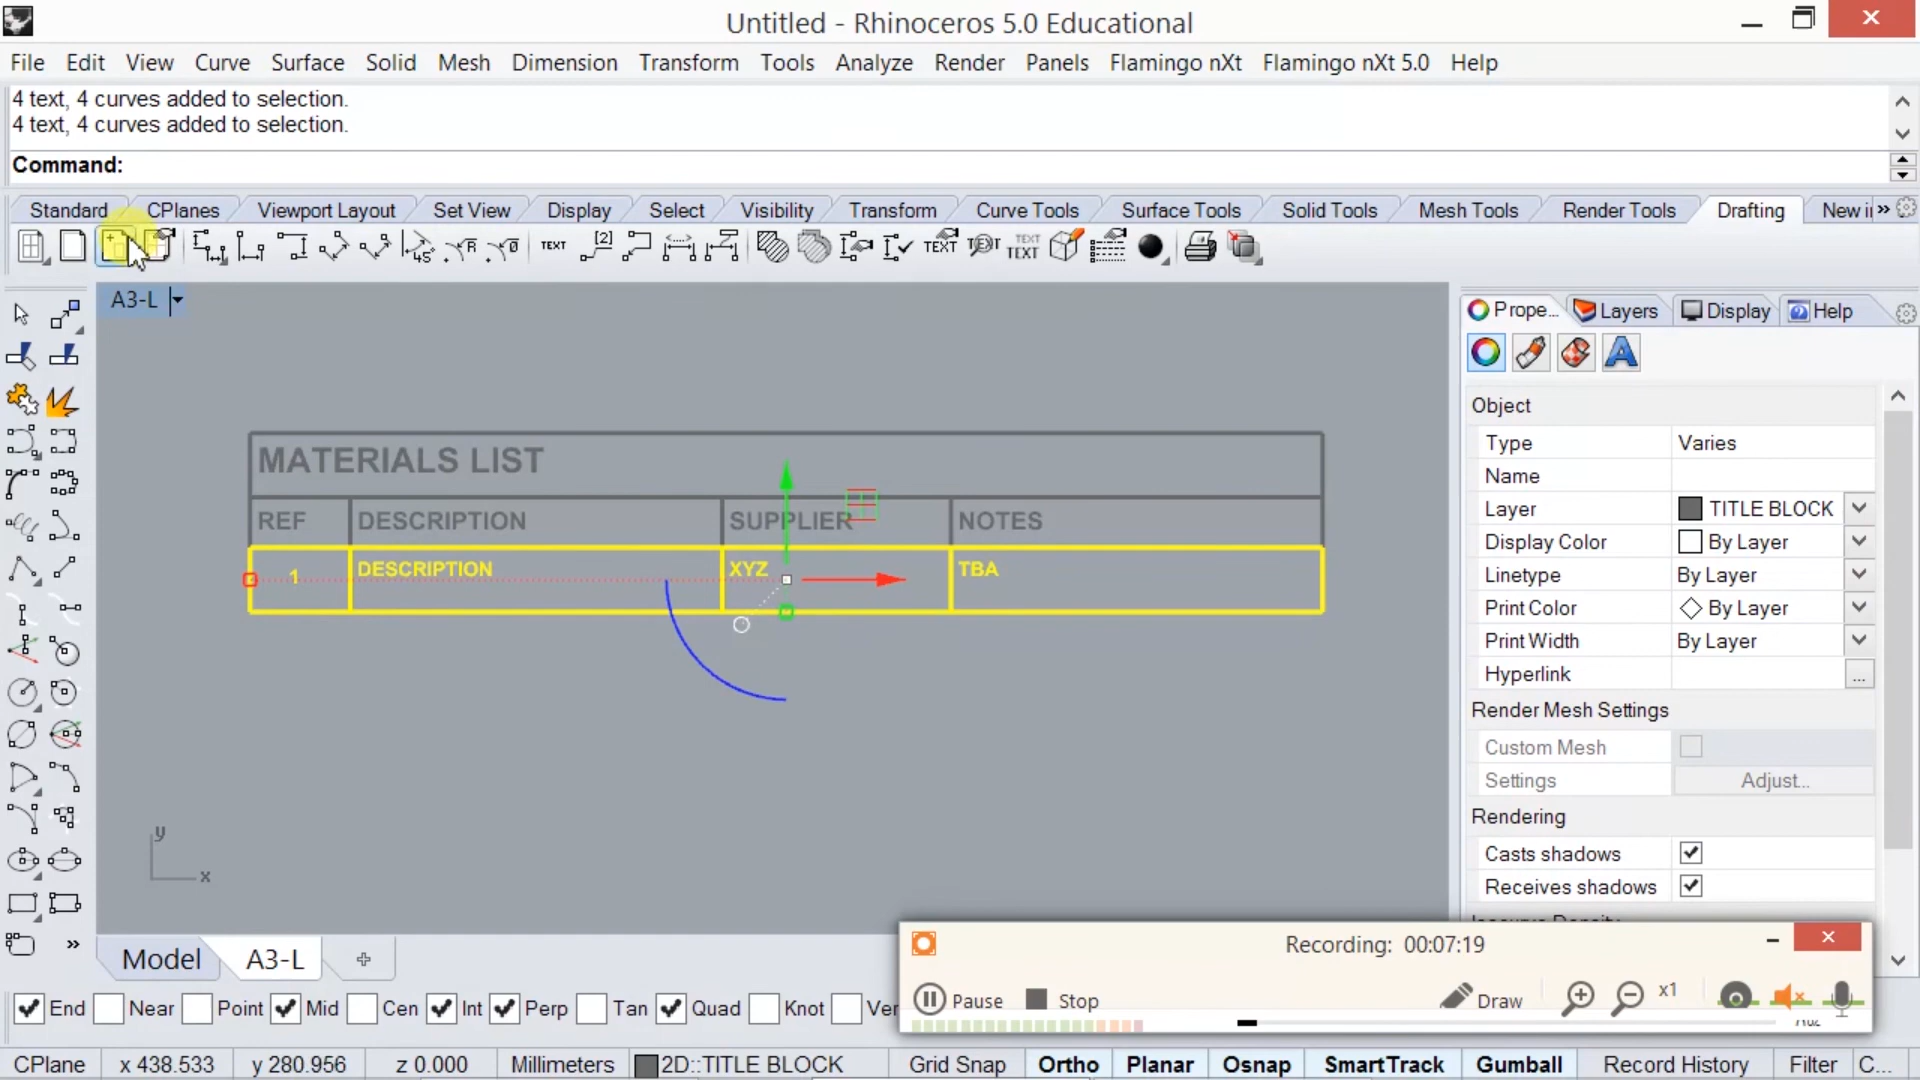 Untitled - Rhinoceros 5.0 Educational
File Edit View Curve Surface Solid Mesh Dimension Transform Tools Analyze Render Panels Flamingo nXt Flamingo nXt 5.0 Help
4 text, 4 curves added to selection.
4 text, 4 curves added to selection.
Command:
Standard CPlanes Viewport Layout Set View Display Select Visibility Transform Curve Tools Surface Tools Solid Tools Mesh Tools Render Tools Drafting New i »
45 R TEXT [2] TEXT TEXT TEXT TEXT
A3-L
Prope... Layers Display Help
Object
Type Varies
Name
Layer TITLE BLOCK
Display Color By Layer
Linetype By Layer
Print Color By Layer
Print Width By Layer
Hyperlink ...
Render Mesh Settings
Custom Mesh
Settings Adjust...
Rendering
Casts shadows
Receives shadows
MATERIALS LIST
REF DESCRIPTION SUPPLIER NOTES
1 DESCRIPTION XYZ TBA
y
x
Model A3-L
Recording: 00:07:19
Pause Stop Draw x1
End Near Point Mid Cen Int Perp Tan Quad Knot Ver
CPlane x 438.533 y 280.956 z 0.000 Millimeters 2D::TITLE BLOCK Grid Snap Ortho Planar Osnap SmartTrack Gumball Record History Filter C...